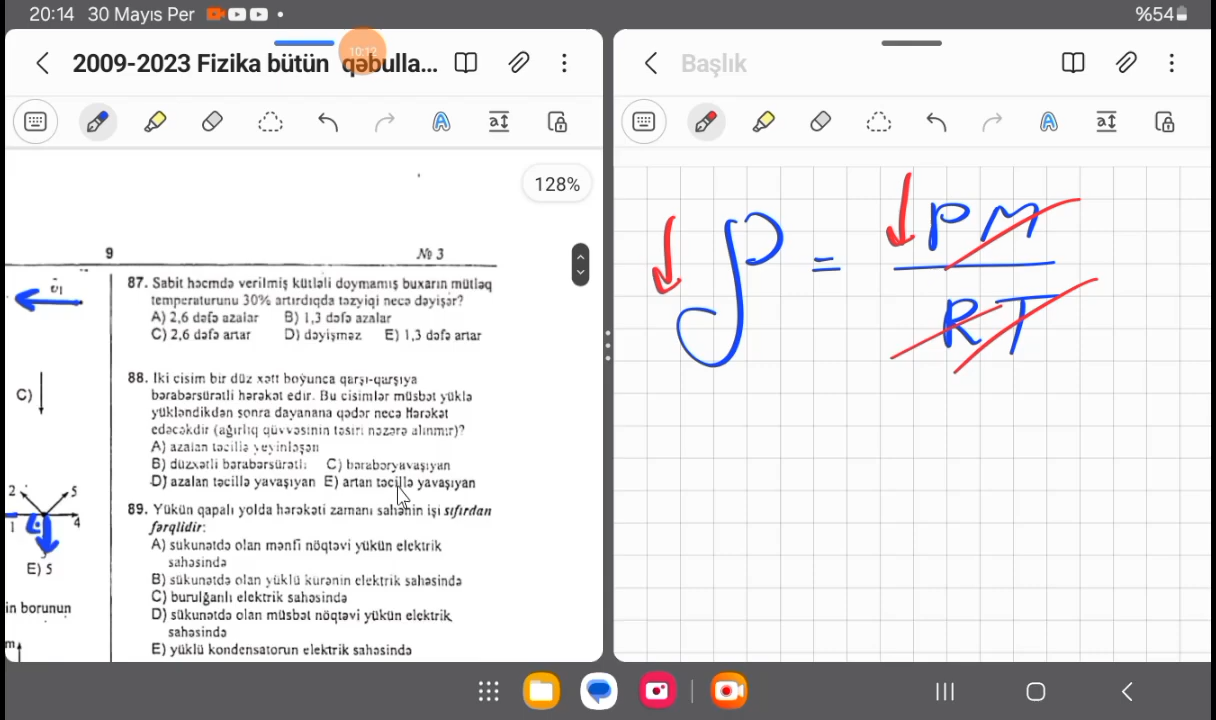 20:14 30 Mayıs Per
%54
2009-2023 Fizika bütün qəbulla...
10:12
Başlık
128%
9
№ 3
87. Sabit həcmdə verilmiş kütləli doymamış buxarın mütləq
temperaturunu 30% artırdıqda təzyiqi necə dəyişər?
A) 2,6 dəfə azalar B) 1,3 dəfə azalar
C) 2,6 dəfə artar D) dəyişməz E) 1,3 dəfə artar
88. İki cisim bir düz xətt boyunca qarşı-qarşıya
bərabərsürətli hərəkət edir. Bu cisimlər müsbət yüklə
yükləndikdən sonra dayanana qədər necə hərəkət
edəcəkdir (ağırlıq qüvvəsinin təsiri nəzərə alınmır)?
A) azalan təcillə yeyinləşən
B) düzxətli bərabərsürətli C) bərabəryavaşıyan
D) azalan təcillə yavaşıyan E) artan təcillə yavaşıyan
89. Yükün qapalı yolda hərəkəti zamanı sahənin işi sıfırdan
fərqlidir:
A) sükunətdə olan mənfi nöqtəvi yükün elektrik
sahəsində
B) sükunətdə olan yüklü kürənin elektrik sahəsində
C) burulğanlı elektrik sahəsində
D) sükunətdə olan müsbət nöqtəvi yükün elektrik
sahəsində
E) yüklü kondensatorun elektrik sahəsində
υ1
C)
2 5
1 4
E) 5
in borunun
m
ρ = PM
RT